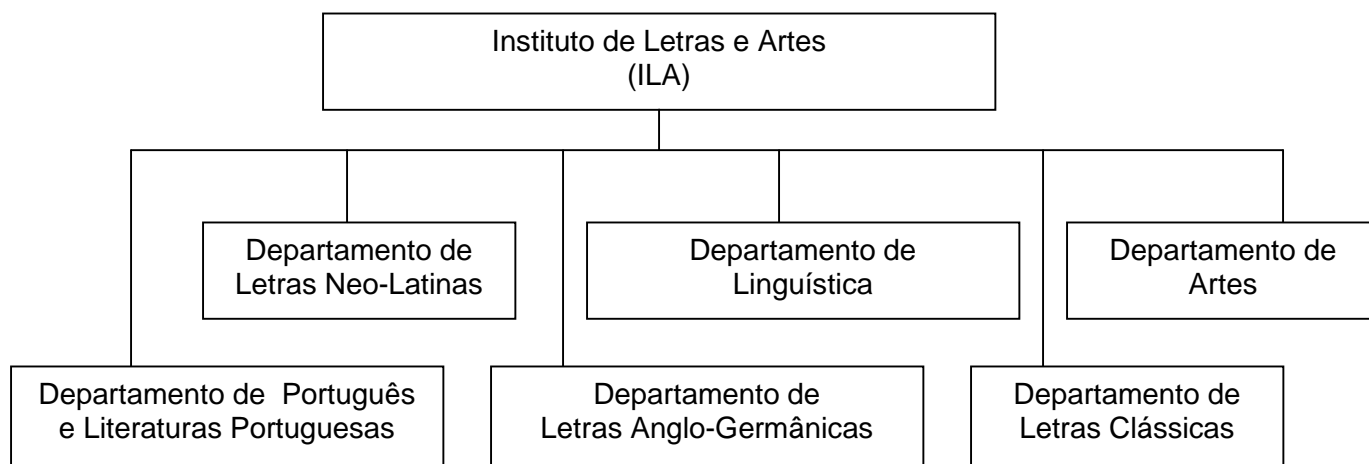 Instituto de Letras e Artes
(ILA)
Departamento de
Letras Neo-Latinas
Departamento de
Linguística
Departamento de
Artes
Departamento de Português
e Literaturas Portuguesas
Departamento de
Letras Anglo-Germânicas
Departamento de
Letras Clássicas